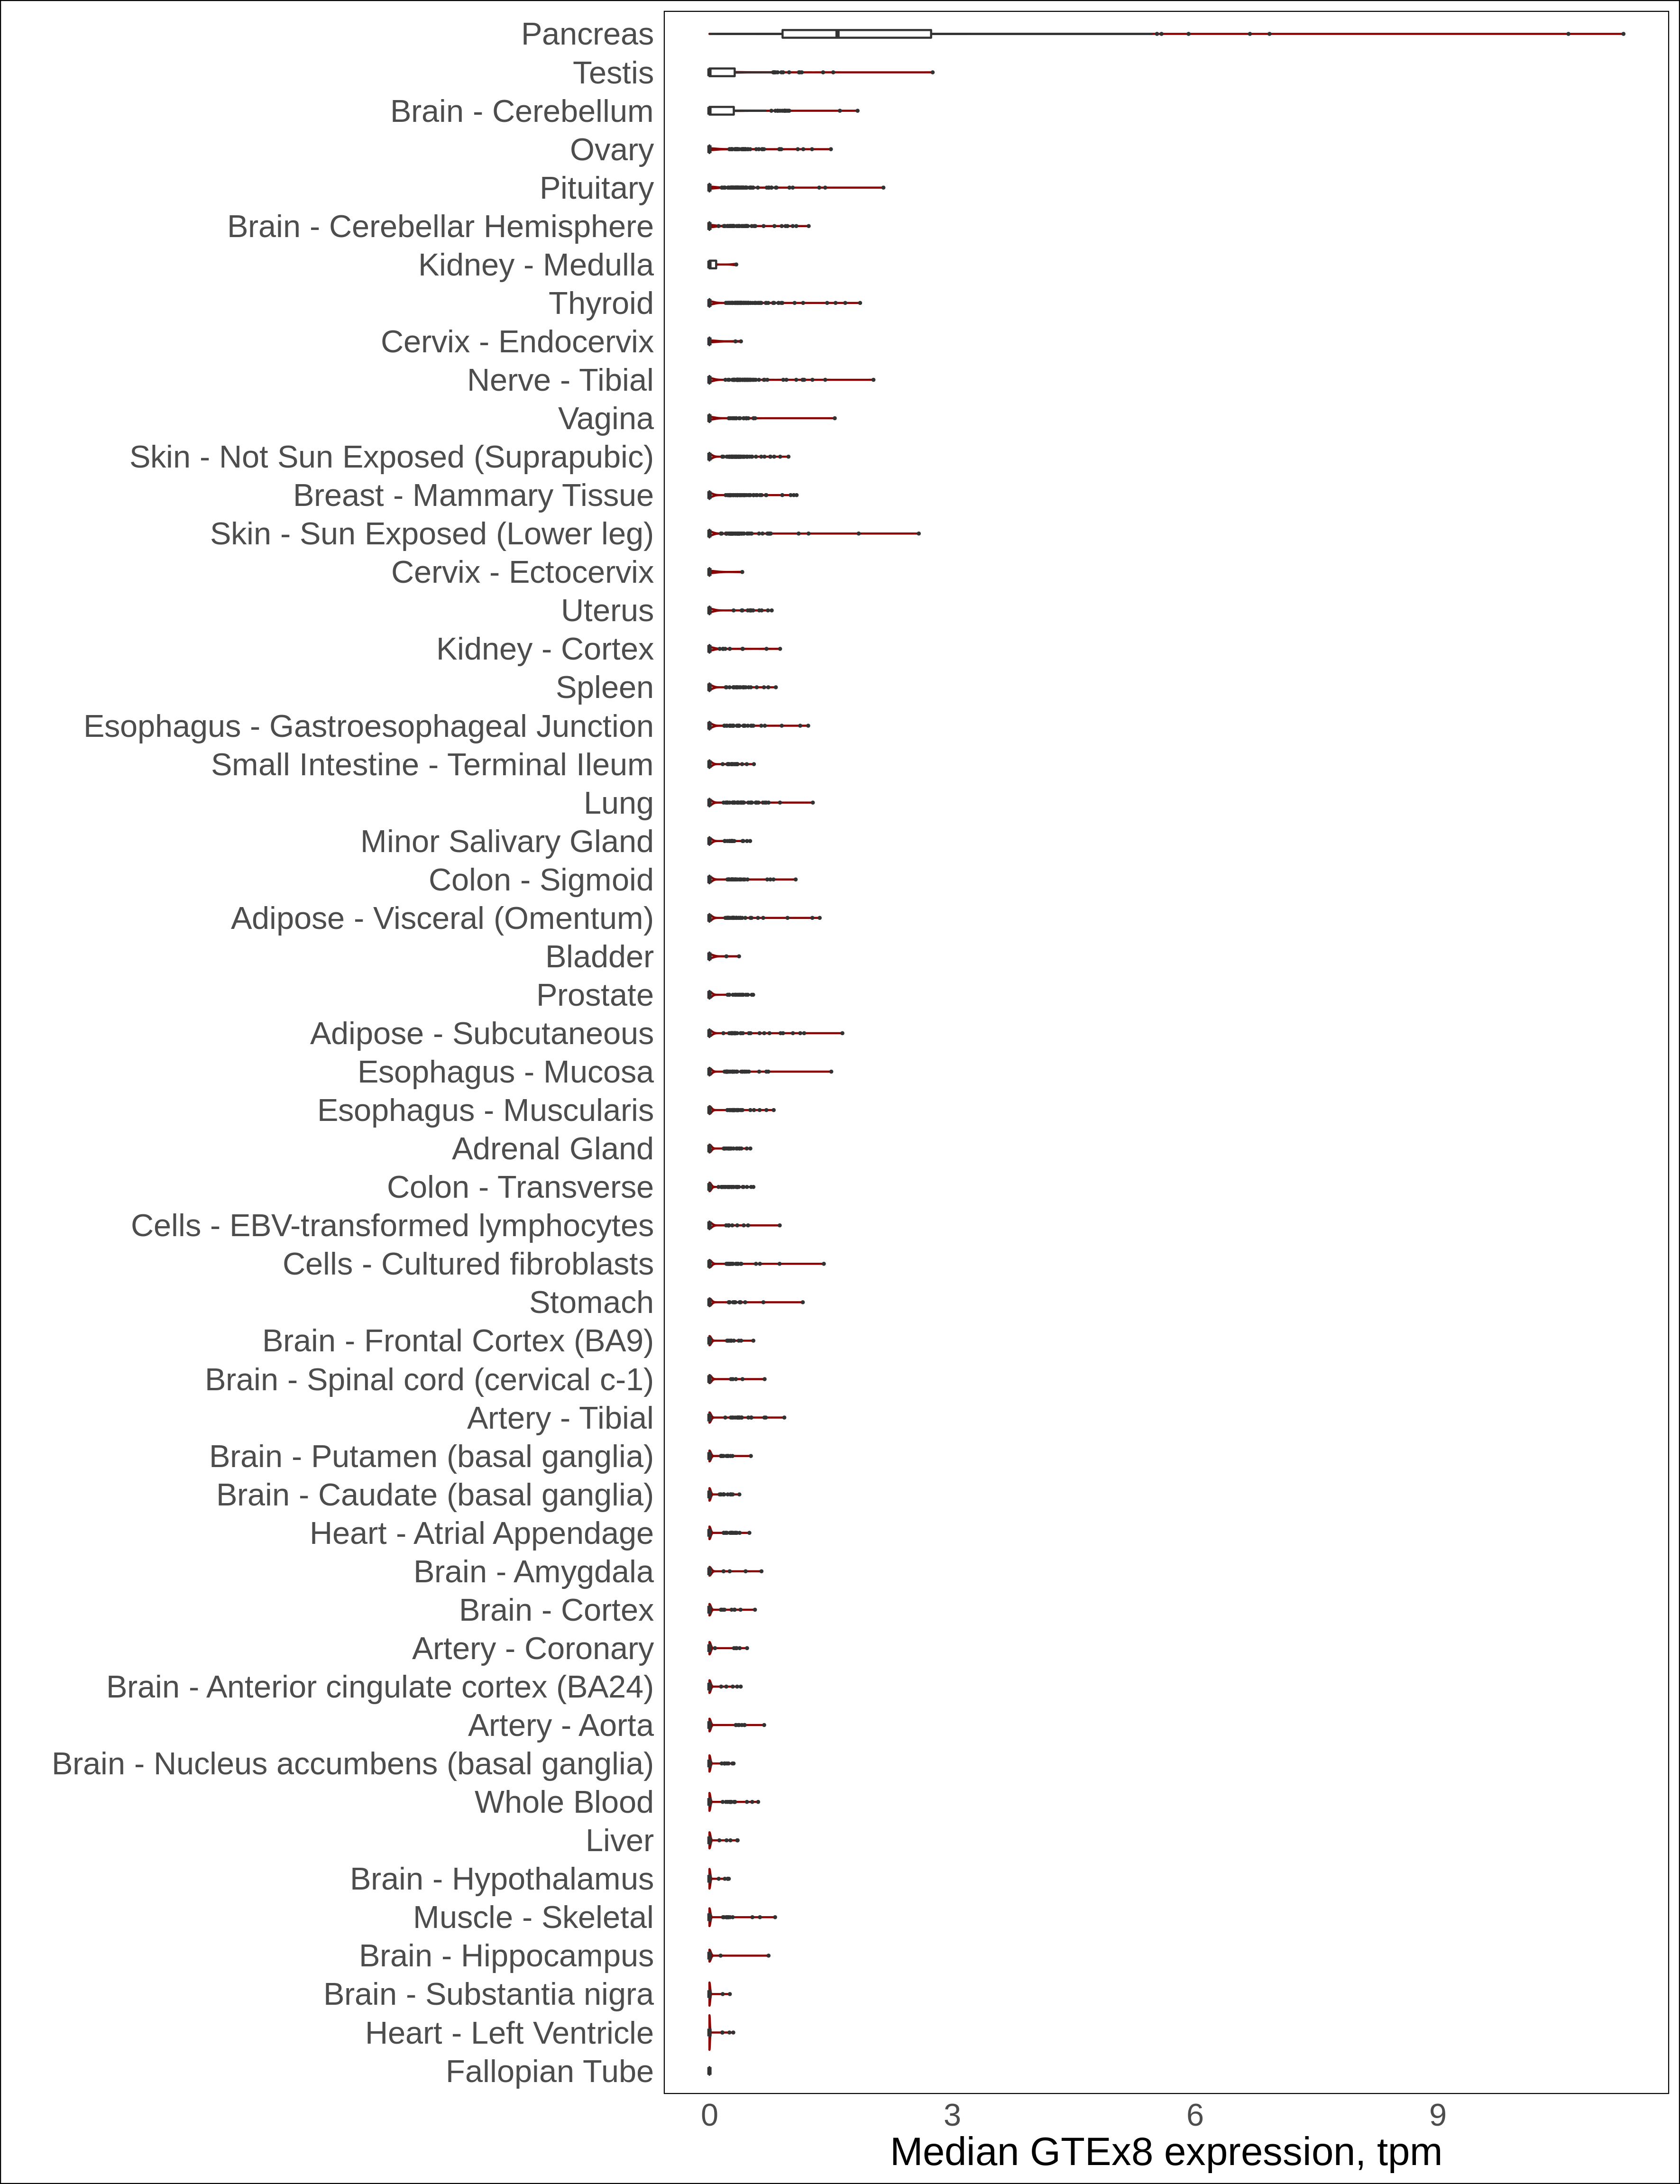 Pancreas
Testis
Brain - Cerebellum
Ovary
Pituitary
Brain - Cerebellar Hemisphere
Kidney - Medulla
Thyroid
Cervix - Endocervix
Nerve - Tibial
Vagina
Skin - Not Sun Exposed (Suprapubic)
Breast - Mammary Tissue
Skin - Sun Exposed (Lower leg)
Cervix - Ectocervix
Uterus
Kidney - Cortex
Spleen
Esophagus - Gastroesophageal Junction
Small Intestine - Terminal Ileum
Lung
Minor Salivary Gland
Colon - Sigmoid
Adipose - Visceral (Omentum)
Bladder
Prostate
Adipose - Subcutaneous
Esophagus - Mucosa
Esophagus - Muscularis
Adrenal Gland
Colon - Transverse
Cells - EBV-transformed lymphocytes
Cells - Cultured fibroblasts
Stomach
Brain - Frontal Cortex (BA9)
Brain - Spinal cord (cervical c-1)
Artery - Tibial
Brain - Putamen (basal ganglia)
Brain - Caudate (basal ganglia)
Heart - Atrial Appendage
Brain - Amygdala
Brain - Cortex
Artery - Coronary
Brain - Anterior cingulate cortex (BA24)
Artery - Aorta
Brain - Nucleus accumbens (basal ganglia)
Whole Blood
Liver
Brain - Hypothalamus
Muscle - Skeletal
Brain - Hippocampus
Brain - Substantia nigra
Heart - Left Ventricle
Fallopian Tube
0 3 6 9
Median GTEx8 expression, tpm